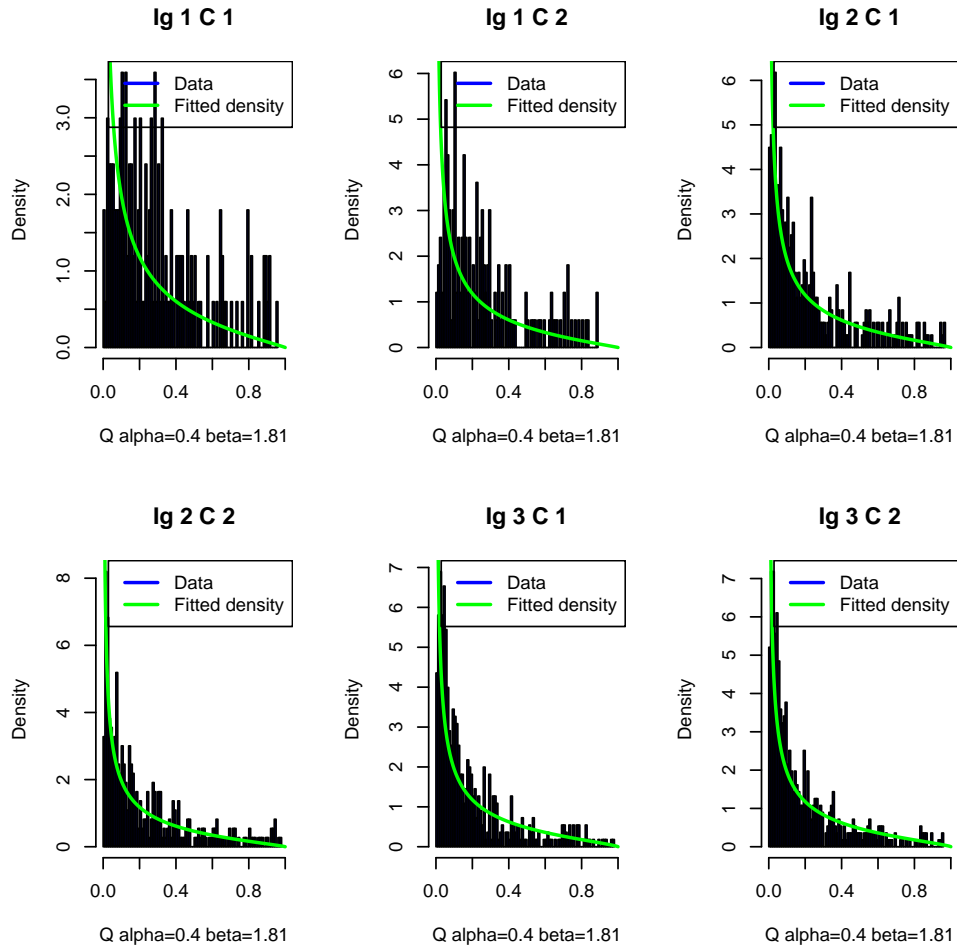 Ig 1 C 1
Data
Fitted density
Density
0.0 1.0 2.0 3.0
0.0 0.4 0.8
Q alpha=0.4 beta=1.81
Ig 1 C 2
Data
Fitted density
Density
0 1 2 3 4 5 6
0.0 0.4 0.8
Q alpha=0.4 beta=1.81
Ig 2 C 1
Data
Fitted density
Density
0 1 2 3 4 5 6
0.0 0.4 0.8
Q alpha=0.4 beta=1.81
Ig 2 C 2
Data
Fitted density
Density
0 2 4 6 8
0.0 0.4 0.8
Q alpha=0.4 beta=1.81
Ig 3 C 1
Data
Fitted density
Density
0 1 2 3 4 5 6 7
0.0 0.4 0.8
Q alpha=0.4 beta=1.81
Ig 3 C 2
Data
Fitted density
Density
0 1 2 3 4 5 6 7
0.0 0.4 0.8
Q alpha=0.4 beta=1.81